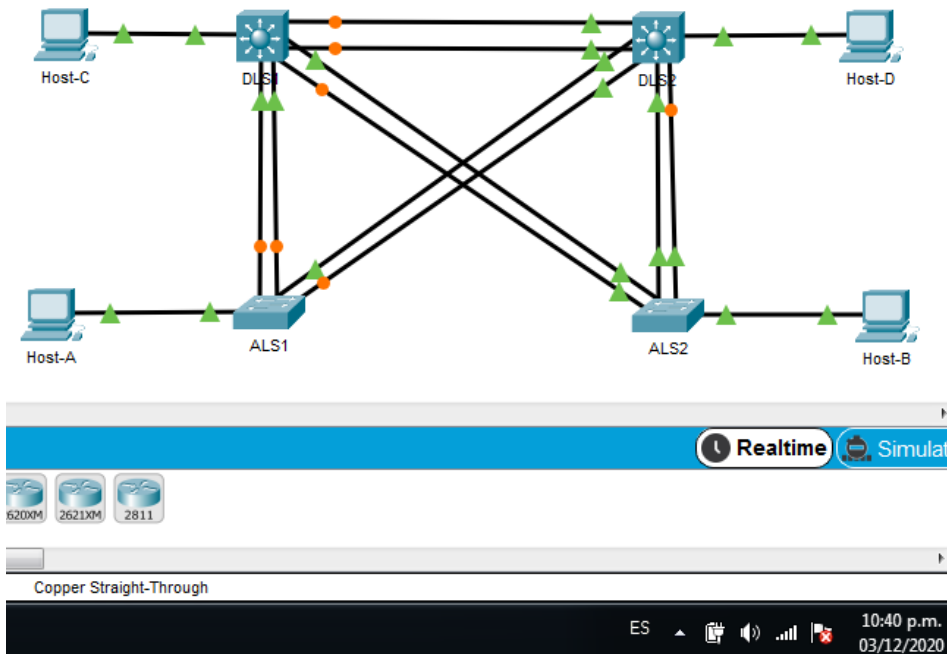 Host-C
DLS1
DLS2
Host-D
Host-A
ALS1
ALS2
Host-B
Realtime
Simulat
2620XM
2621XM
2811
Copper Straight-Through
ES
10:40 p.m.
03/12/2020